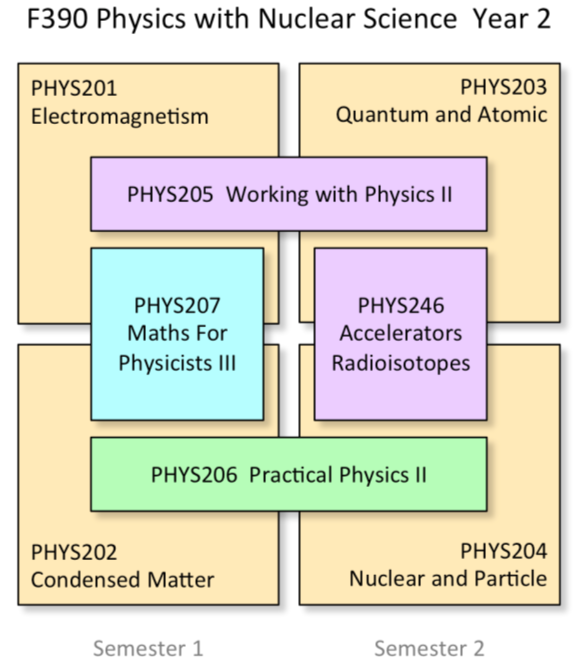 F390 Physics with Nuclear Science Year 2
PHYS201
Electromagnetism
PHYS203
Quantum and Atomic
PHYS205 Working with Physics II
PHYS207
Maths For
Physicists III
PHYS246
Accelerators
Radioisotopes
PHYS206 Practical Physics II
PHYS202
Condensed Matter
PHYS204
Nuclear and Particle
Semester 1
Semester 2